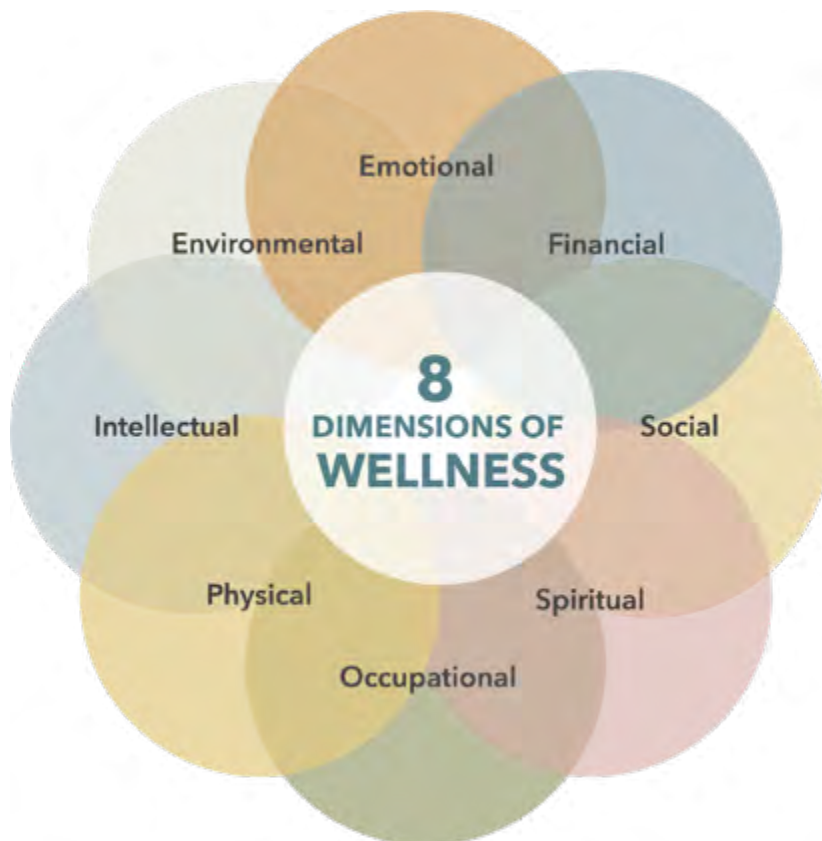 Emotional
Environmental
Financial
8
DIMENSIONS OF
WELLNESS
Intellectual
Social
Physical
Spiritual
Occupational